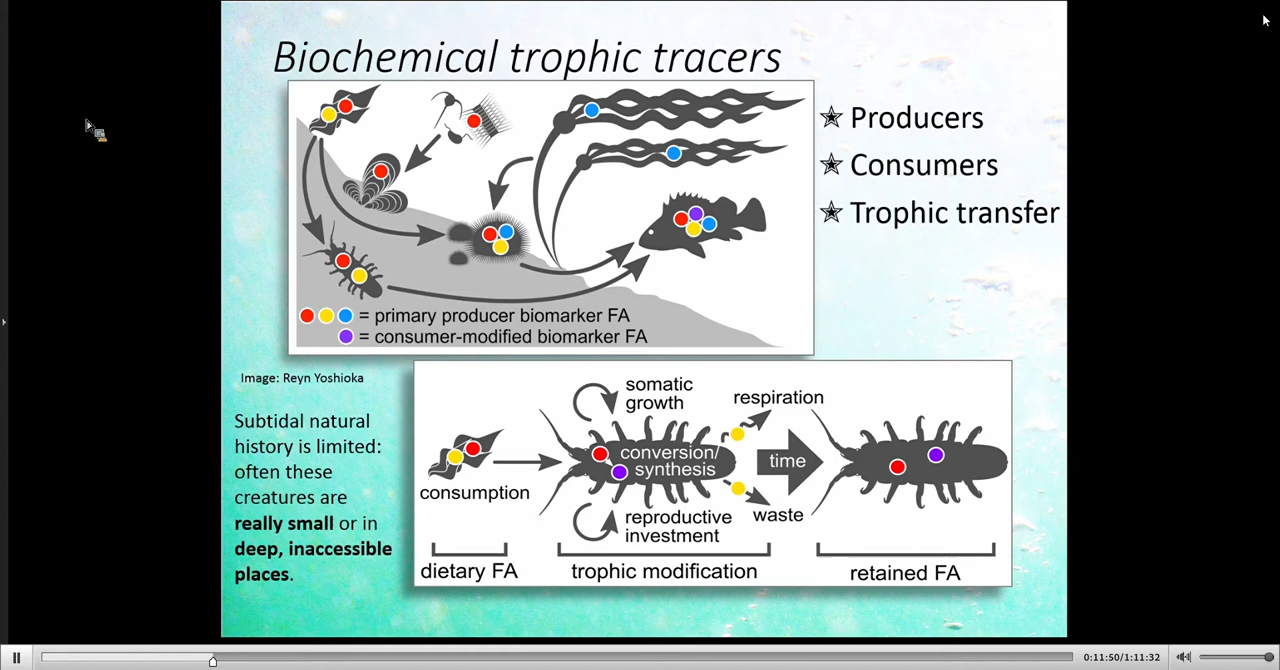 Biochemical trophic tracers
✯ Producers
✯ Consumers
✯ Trophic transfer
= primary producer biomarker FA
= consumer-modified biomarker FA
Image: Reyn Yoshioka
Subtidal natural
history is limited:
often these
creatures are
really small or in
deep, inaccessible
places.
somatic
growth
respiration
conversion/
synthesis
time
consumption
reproductive
investment
waste
dietary FA
trophic modification
retained FA
0:11:50/1:11:32